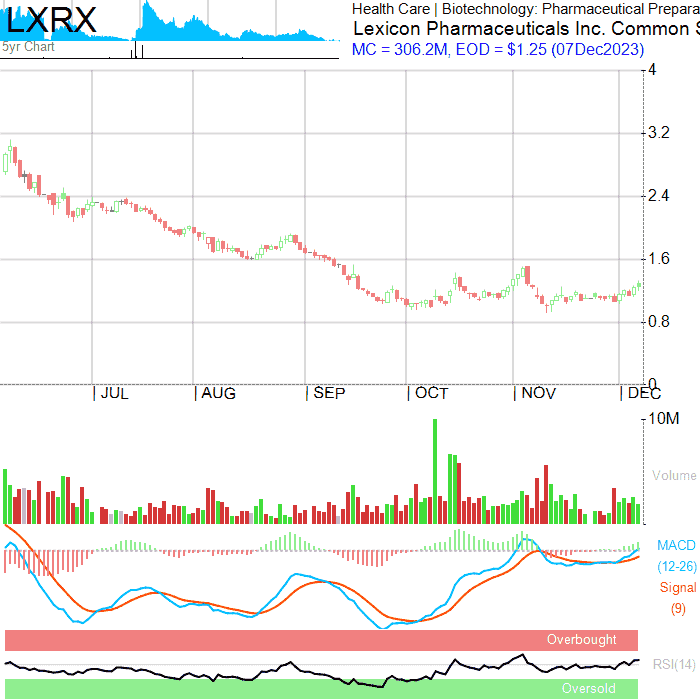 LXRX
5yr Chart
Health Care | Biotechnology: Pharmaceutical Prepara
Lexicon Pharmaceuticals Inc. Common S
MC = 306.2M, EOD = $1.25 (07Dec2023)
4
3.2
2.4
1.6
0.8
0
| JUL | AUG | SEP | OCT | NOV | DEC
10M
Volume
MACD
(12-26)
Signal
(9)
Overbought
RSI(14)
Oversold